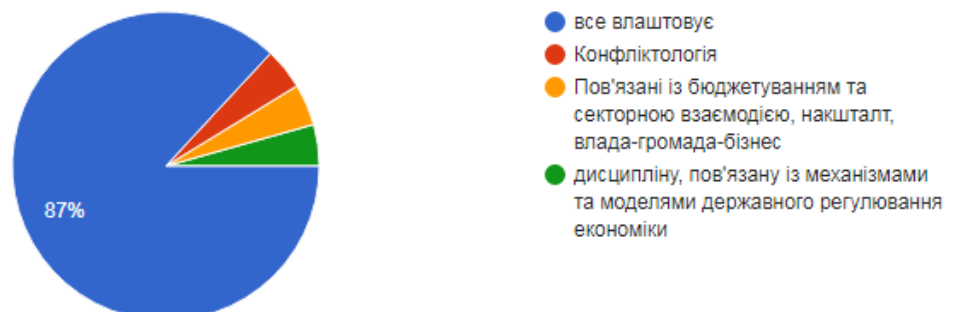 87%
все влаштовує
Конфліктологія
Пов'язані із бюджетуванням та
секторною взаємодією, накшталт,
влада-громада-бізнес
дисципліну, пов'язану із механізмами
та моделями державного регулювання
економіки